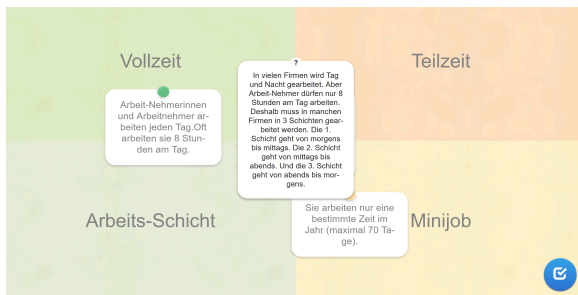 Vollzeit
Teilzeit
Arbeit-Nehmerinnen
und Arbeitnehmer ar-
beiten jeden Tag.Oft
arbeiten sie 8 Stun-
den am Tag.
?
In vielen Firmen wird Tag
und Nacht gearbeitet. Aber
Arbeit-Nehmer dürfen nur 8
Stunden am Tag arbeiten.
Deshalb muss in manchen
Firmen in 3 Schichten gear-
beitet werden. Die 1.
Schicht geht von morgens
bis mittags. Die 2. Schicht
geht von mittags bis
abends. Und die 3. Schicht
geht von abends bis mor-
gens.
Arbeits-Schicht
Sie arbeiten nur eine
bestimmte Zeit im
Jahr (maximal 70 Ta-
ge).
Minijob